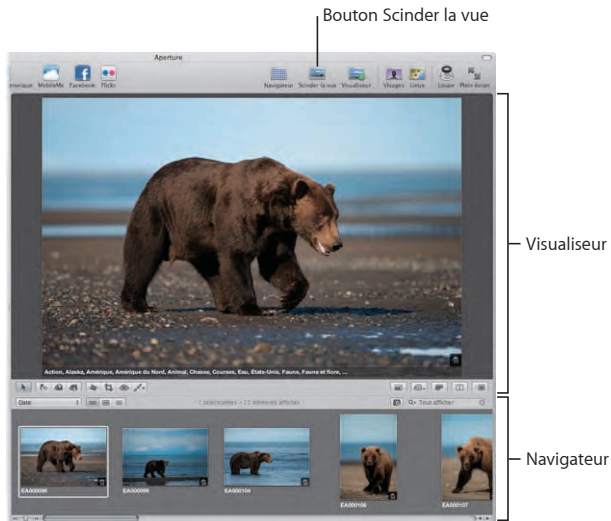 Bouton Scinder la vue
Aperture
MobileMe Facebook Flickr
Navigateur Scinder la vue Visualiseur Visages Lieux Loupe Plein écran
Visualiseur
Action, Alaska, Amérique, Amérique du Nord, Animal, Chasse, Courses, Eau, États-Unis, Faune, Faune et flore, ...
Date
Tout afficher
Navigateur
EA000104
EA000106
EA000107